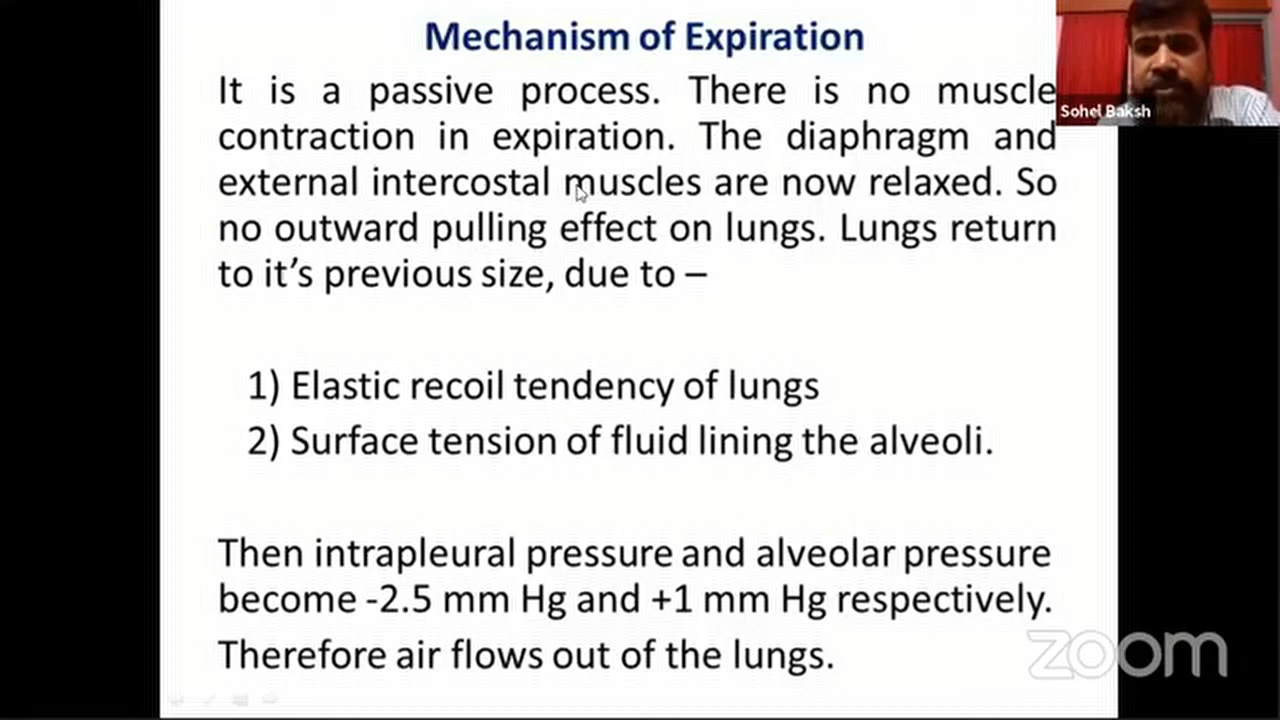 Mechanism of Expiration
It is a passive process. There is no muscle
contraction in expiration. The diaphragm and
external intercostal muscles are now relaxed. So
no outward pulling effect on lungs. Lungs return
to it’s previous size, due to –
1) Elastic recoil tendency of lungs
2) Surface tension of fluid lining the alveoli.
Then intrapleural pressure and alveolar pressure
become -2.5 mm Hg and +1 mm Hg respectively.
Therefore air flows out of the lungs.
Sohel Baksh
zoom